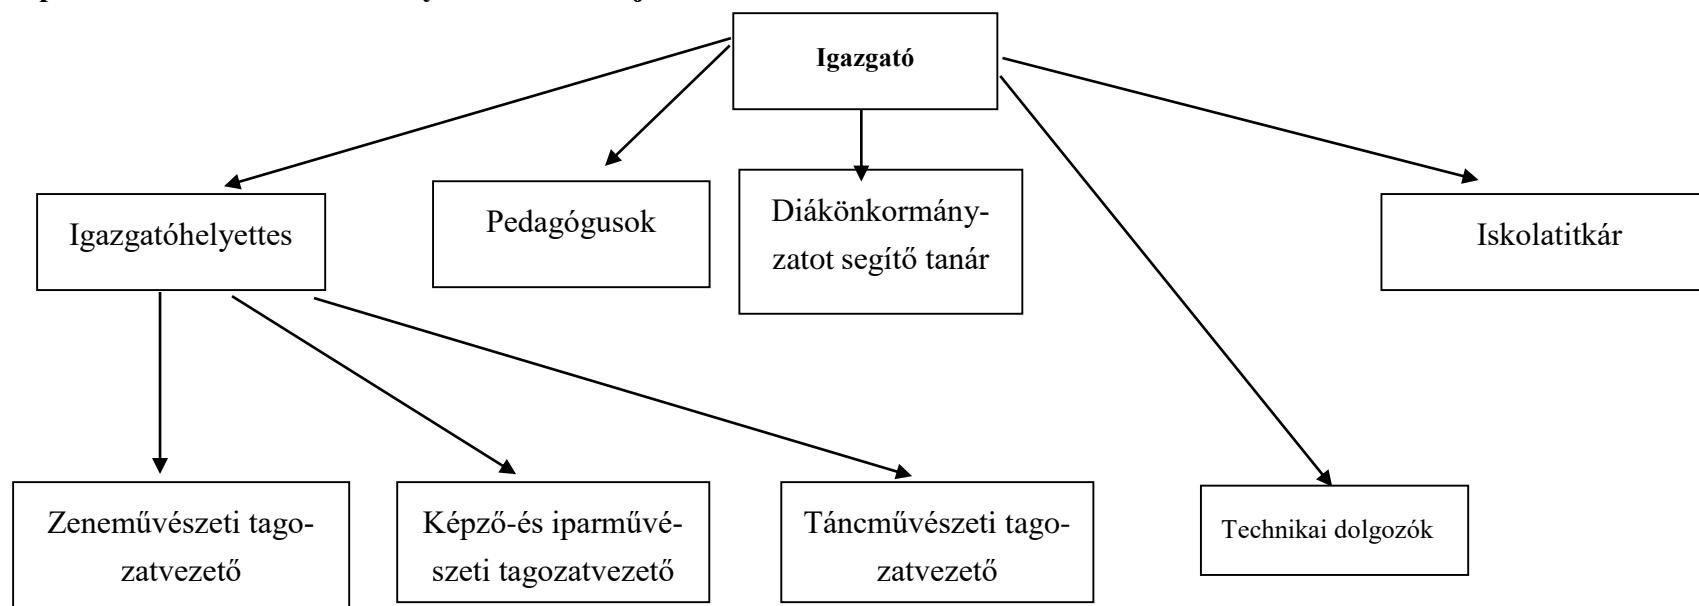 Igazgató
Igazgatóhelyettes
Pedagógusok
Diákönkormány-
zatot segítő tanár
Iskolatitkár
Zeneművészeti tago-
zatvezető
Képző-és iparművé-
szeti tagozatvezető
Táncművészeti tago-
zatvezető
Technikai dolgozók